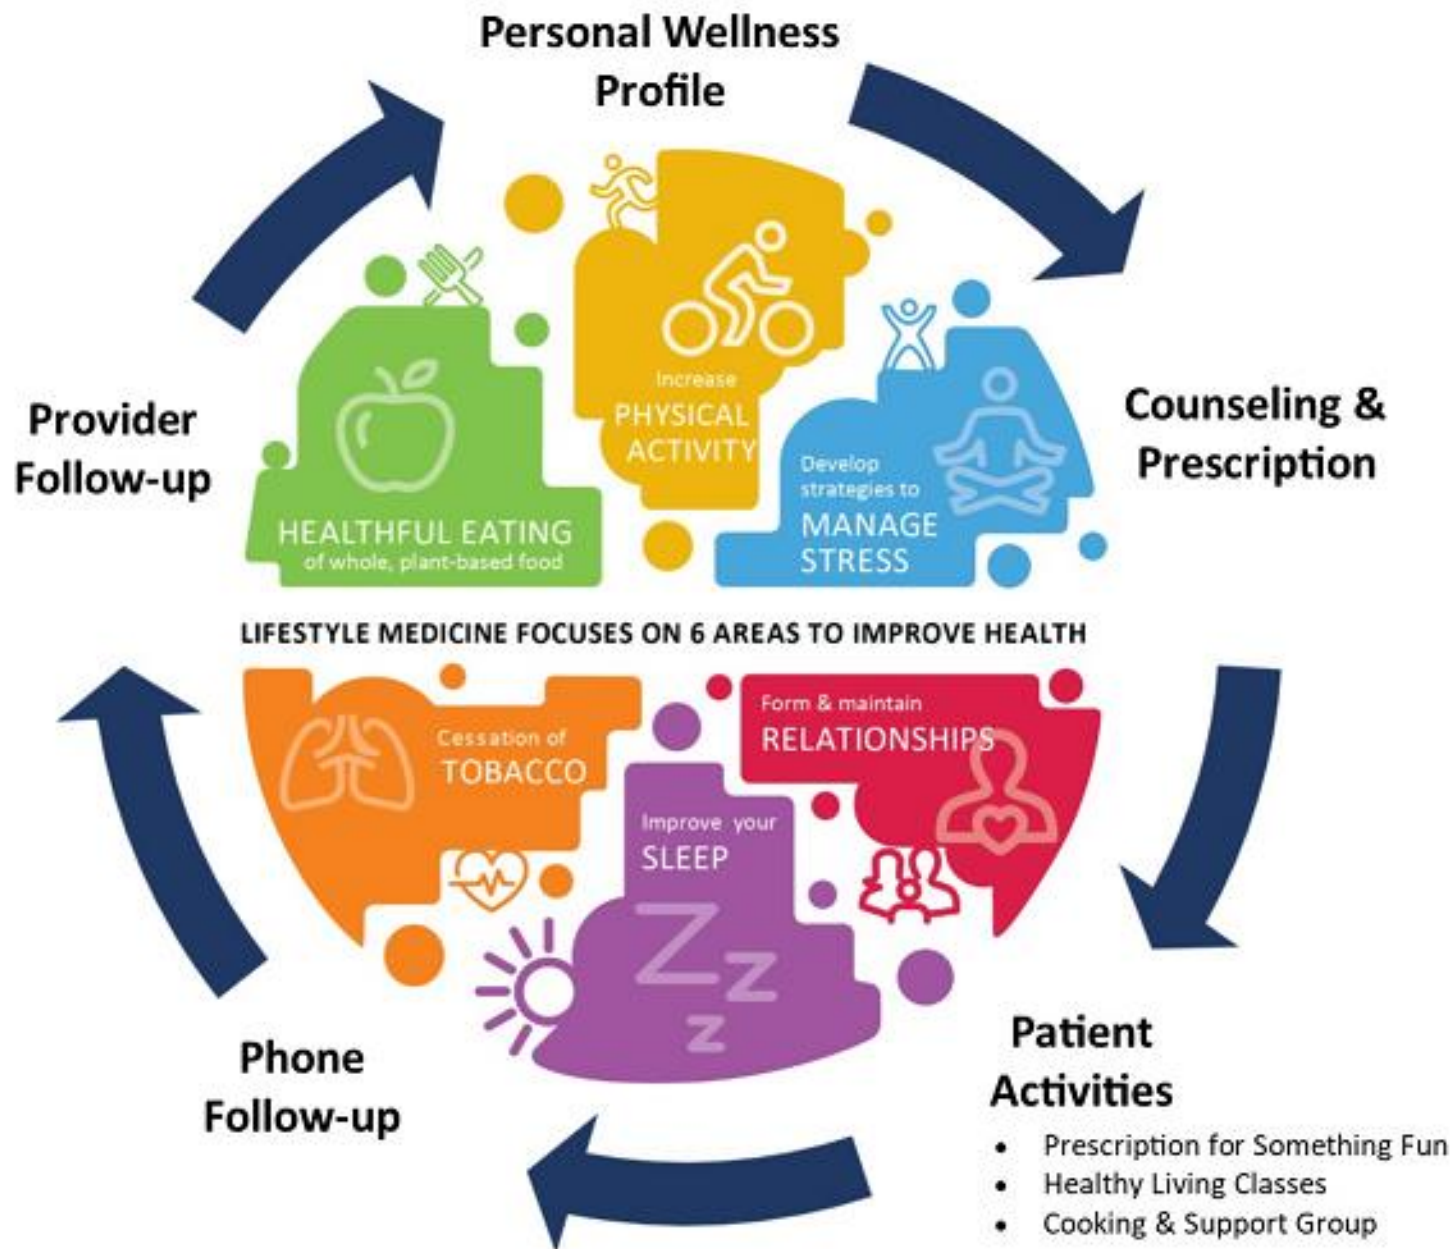 Personal Wellness
Profile
Counseling &
Prescription
Provider
Follow-up
Increase
PHYSICAL
ACTIVITY
Develop
strategies to
MANAGE
STRESS
HEALTHFUL EATING
of whole, plant-based food
LIFESTYLE MEDICINE FOCUSES ON 6 AREAS TO IMPROVE HEALTH
Cessation of
TOBACCO
Form & maintain
RELATIONSHIPS
Improve your
SLEEP
Z z z
Patient
Activities
• Prescription for Something Fun
• Healthy Living Classes
• Cooking & Support Group
Phone
Follow-up